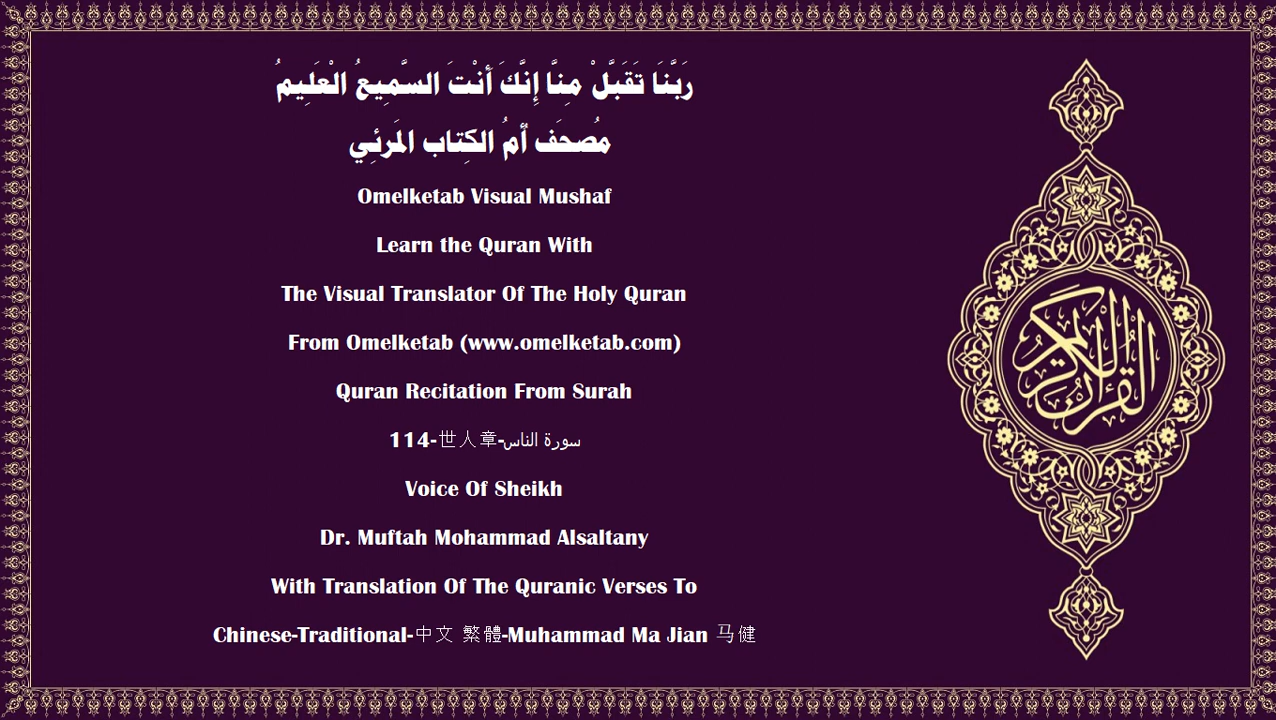 رَبَّنَا تَقَبَّلْ مِنَّا إِنَّكَ أَنْتَ السَّمِيعُ الْعَلِيمُ
مُصحَف أمُ الكِتاب المَرئِي
Omelketab Visual Mushaf
Learn the Quran With
The Visual Translator Of The Holy Quran
From Omelketab (www.omelketab.com)
Quran Recitation From Surah
114-世人章-سورة الناس
Voice Of Sheikh
Dr. Muftah Mohammad Alsaltany
With Translation Of The Quranic Verses To
Chinese-Traditional-中文 繁體-Muhammad Ma Jian 马健
القرآن الكريم